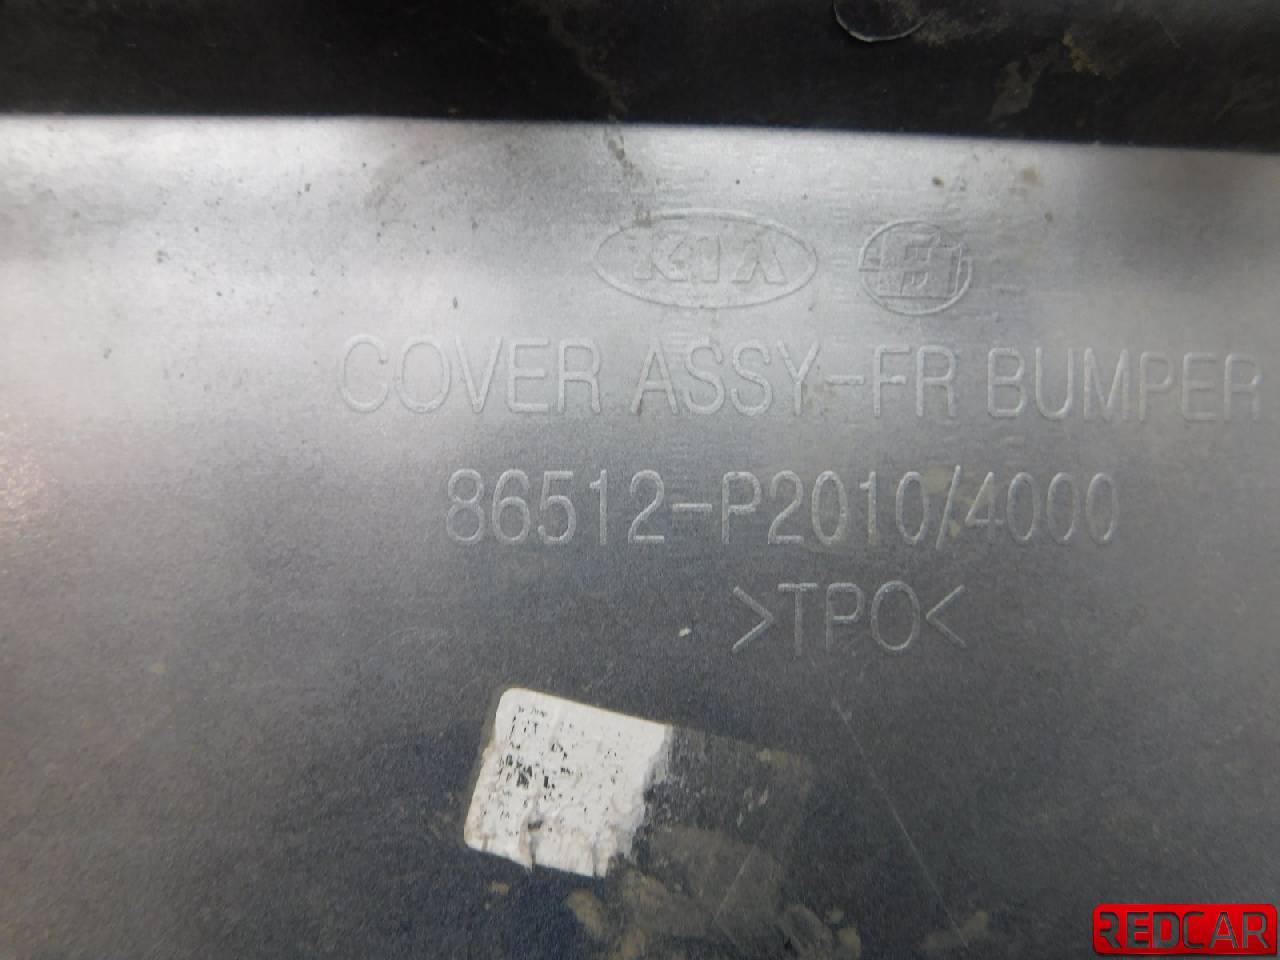 KIA
COVER ASSY-FR BUMPER
86512-P2010/4000
>TPO<
REDCAR